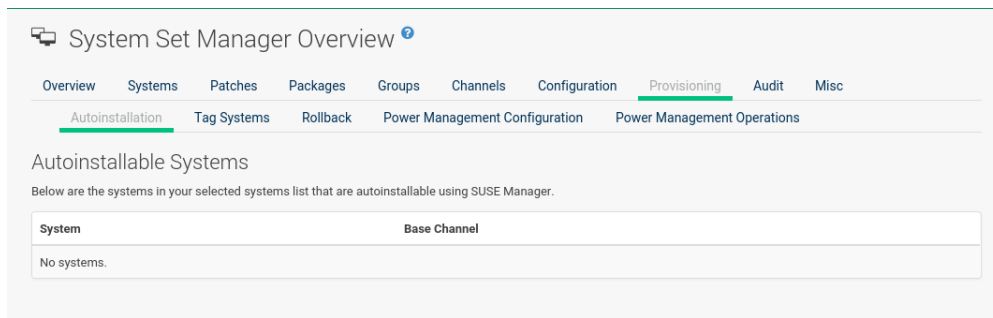 System Set Manager Overview ?
Overview Systems Patches Packages Groups Channels Configuration Provisioning Audit Misc
Autoinstallation Tag Systems Rollback Power Management Configuration Power Management Operations
Autoinstallable Systems
Below are the systems in your selected systems list that are autoinstallable using SUSE Manager.
System Base Channel
No systems.